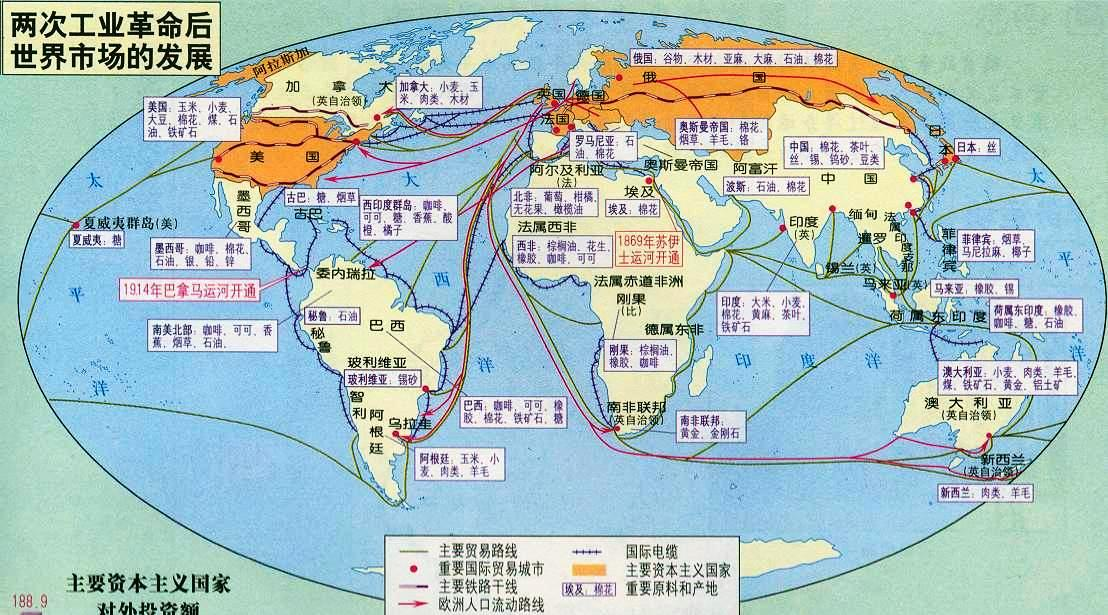 两次工业革命后
世界市场的发展
阿拉斯加
加拿大
(英自治领)
加拿大：小麦、玉
米、肉类、木材
美国：玉米、小麦、
大豆、棉花、煤、石
油、铁矿石
美国
俄国：谷物、木材、亚麻、大麻、石油、棉花
俄国
英国
德国
法国
罗马尼亚：石
油、棉花
奥斯曼帝国：棉花、
烟草、羊毛、铬
奥斯曼帝国
阿富汗
波斯：石油、棉花
中国：棉花、茶叶、
丝、锡、钨砂、豆类
中国
日本
日本：丝
太平洋
大西洋
印度洋
太平洋
墨西哥
古巴：糖、烟草
古巴
西印度群岛：咖啡、
可可、糖、香蕉、酸
橙、橘子
阿尔及利亚
(法)
北非：葡萄、柑橘、
无花果、橄榄油
埃及
埃及：棉花
夏威夷群岛(美)
夏威夷：糖
墨西哥：咖啡、棉花、
石油、银、铅、锌
法属西非
西非：棕榈油、花生、
橡胶、咖啡、可可
1869年苏伊
士运河开通
印度
(英)
缅甸
暹罗
法属印度支那
菲律宾
菲律宾：烟草、
马尼拉麻、椰子
锡兰(英)
马来亚(英)
马来亚：橡胶、锡
1914年巴拿马运河开通
委内瑞拉
法属赤道非洲
刚果
(比)
德属东非
印度：大米、小麦、
棉花、黄麻、茶叶、
铁矿石
荷属东印度
荷属东印度：橡胶、
咖啡、糖、石油
南美北部：咖啡、可可、香
蕉、烟草、石油、
秘鲁：石油
秘鲁
巴西
玻利维亚
玻利维亚：锡砂
刚果：棕榈油、
橡胶、咖啡
澳大利亚：小麦、肉类、羊毛、
煤、铁矿石、黄金、铝土矿
澳大利亚
(英自治领)
智利
阿根廷
乌拉圭
巴西：咖啡、可可、橡
胶、棉花、铁矿石、糖
南非联邦
(英自治领)
南非联邦：
黄金、金刚石
阿根廷：玉米、小
麦、肉类、羊毛
新西兰
(英自治领)
新西兰：肉类、羊毛
主要贸易路线
重要国际贸易城市
主要铁路干线
欧洲人口流动路线
国际电缆
主要资本主义国家
埃及：棉花
重要原料和产地
主要资本主义国家
对外投资额
188.9